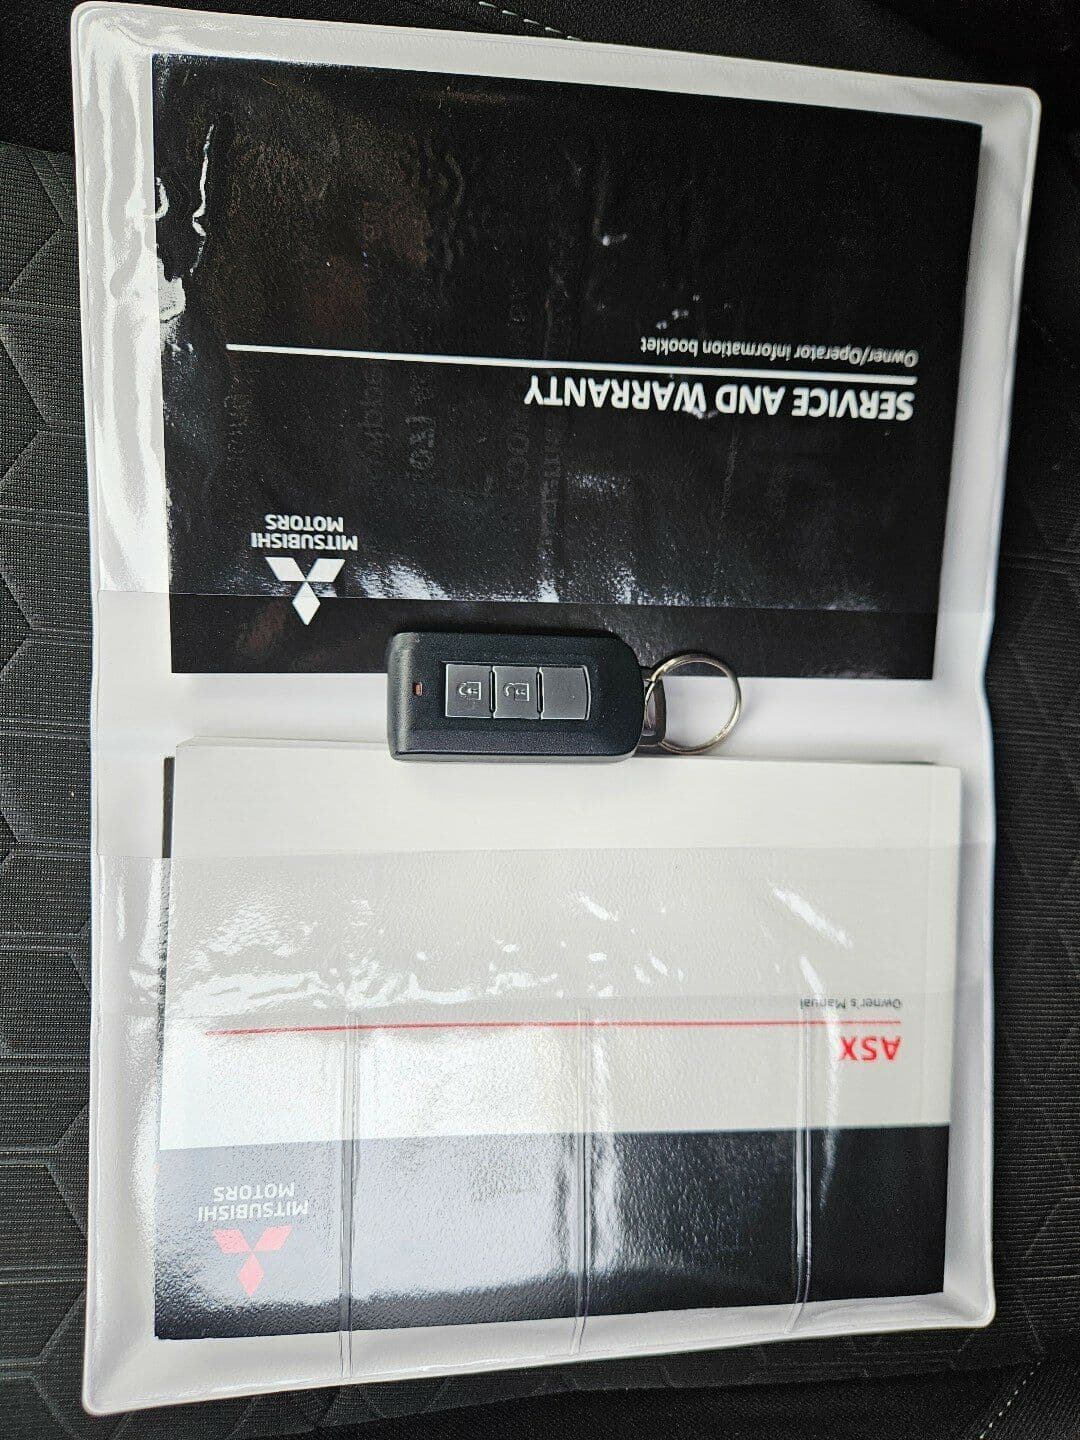 ASX
Owner's Manual
MITSUBISHI
MOTORS
MITSUBISHI
MOTORS
SERVICE AND WARRANTY
Owner/Operator information booklet